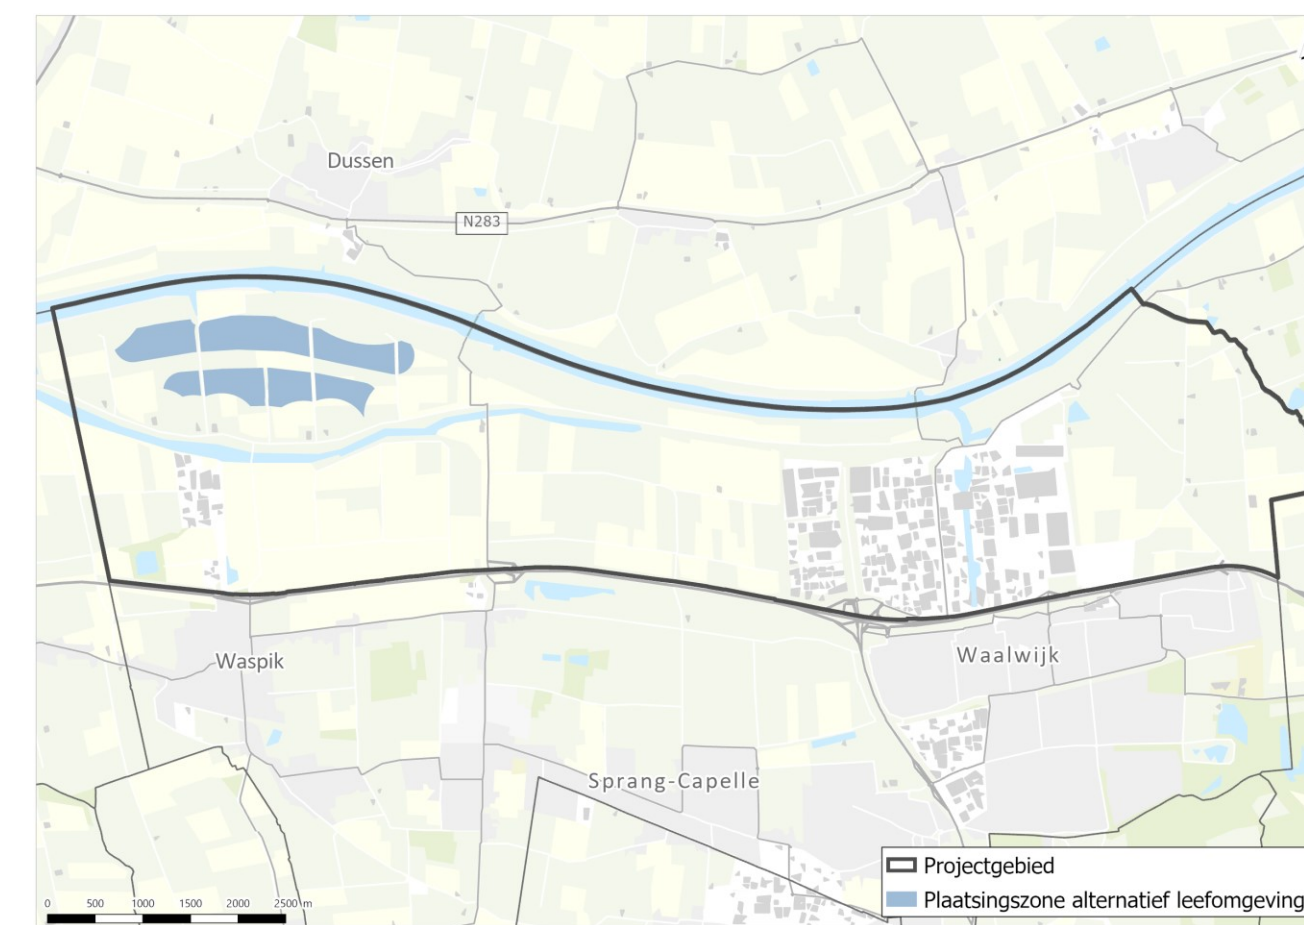 Dussen
N283
Waspik
Waalwijk
Sprang-Capelle
Projectgebied
Plaatsingszone alternatief leefomgeving
0 500 1000 1500 2000 2500 m